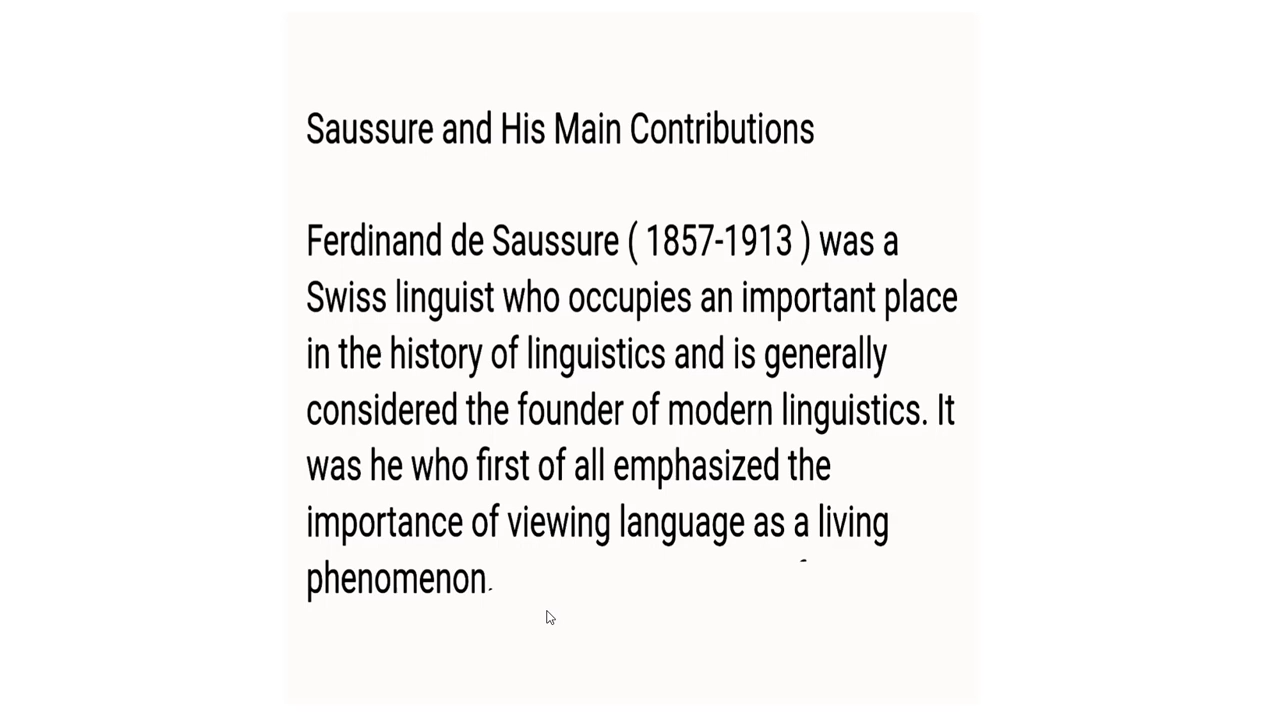 Saussure and His Main Contributions
Ferdinand de Saussure ( 1857-1913 ) was a
Swiss linguist who occupies an important place
in the history of linguistics and is generally
considered the founder of modern linguistics. It
was he who first of all emphasized the
importance of viewing language as a living
phenomenon.